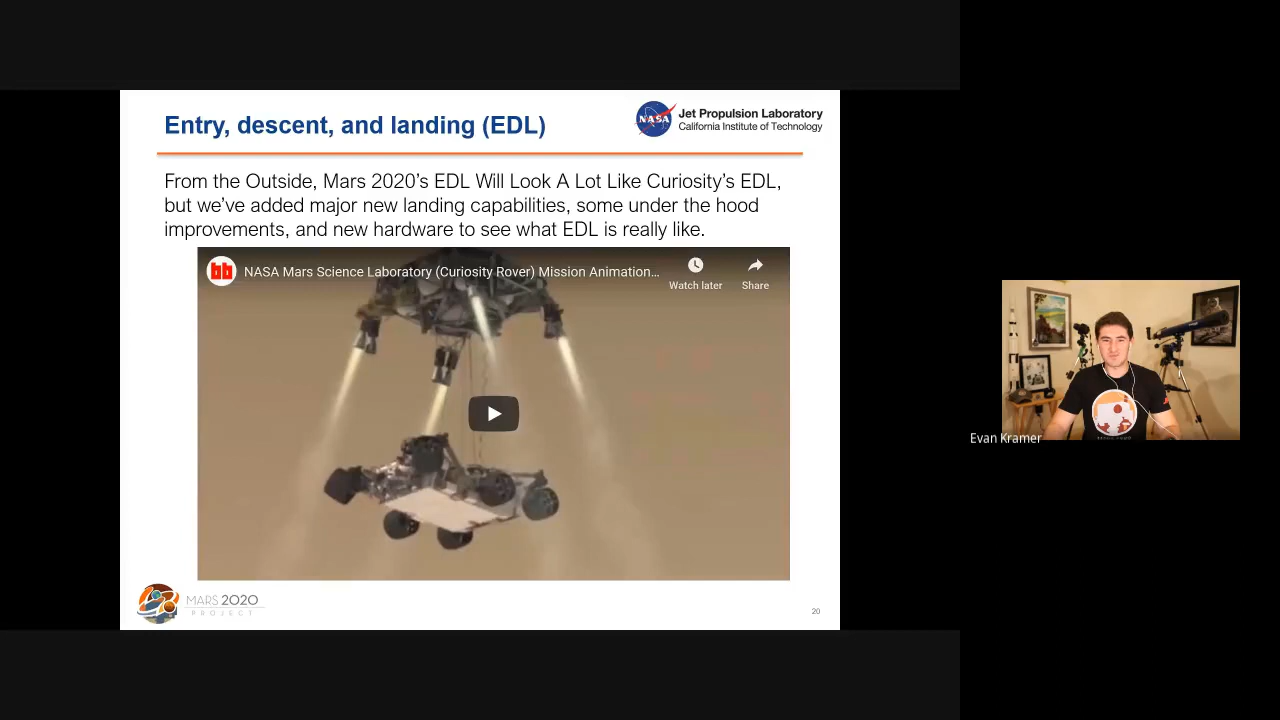 Entry, descent, and landing (EDL)
NASA
Jet Propulsion Laboratory
California Institute of Technology
From the Outside, Mars 2020's EDL Will Look A Lot Like Curiosity's EDL,
but we've added major new landing capabilities, some under the hood
improvements, and new hardware to see what EDL is really like.
bb
NASA Mars Science Laboratory (Curiosity Rover) Mission Animation...
Watch later
Share
MARS 2020
PROJECT
20
Evan Kramer